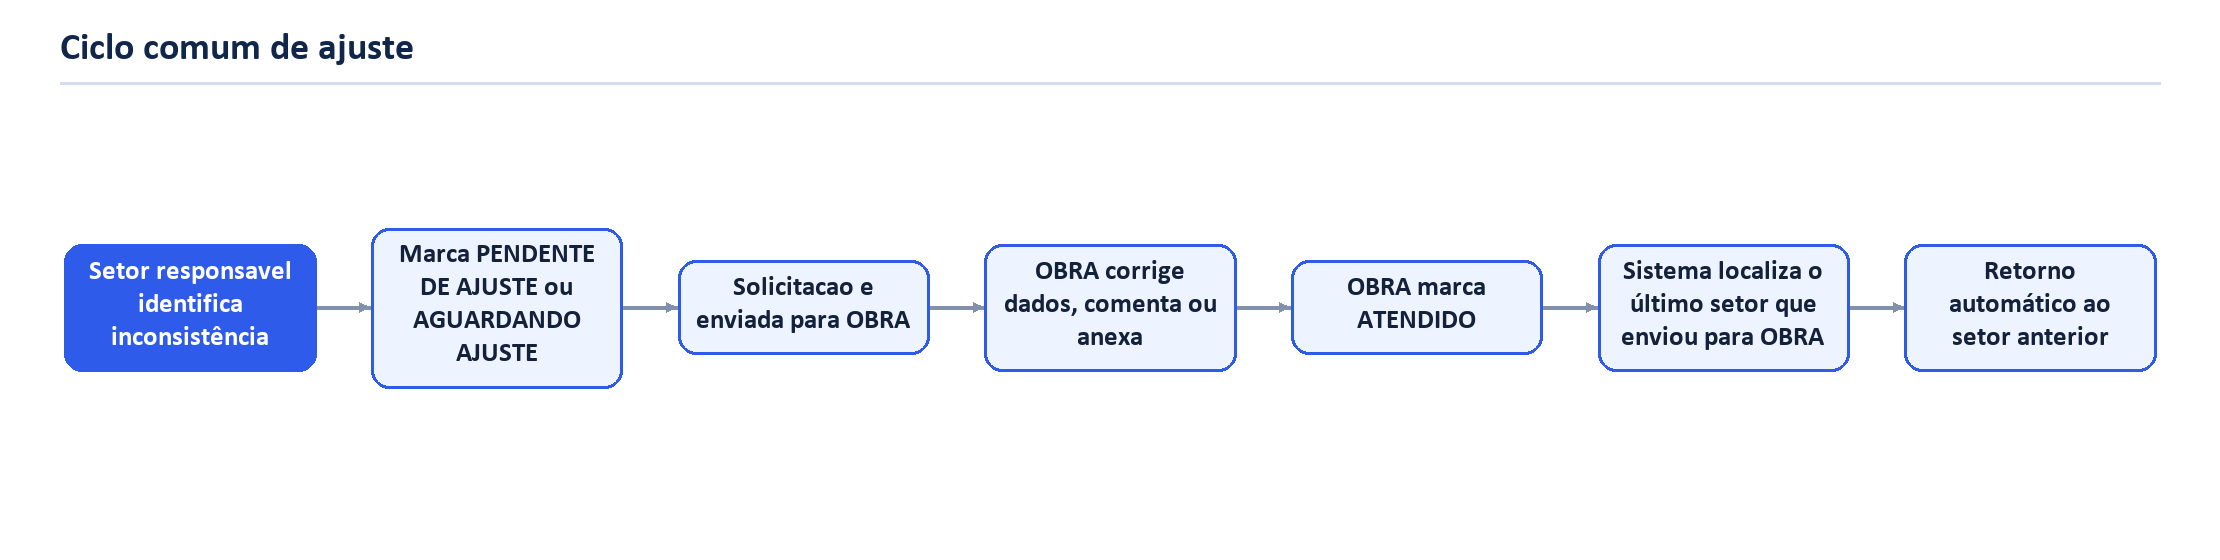 Ciclo comum de ajuste
Setor responsavel
identifica
inconsistência
Marca PENDENTE
DE AJUSTE ou
AGUARDANDO
AJUSTE
Solicitacao e
enviada para OBRA
OBRA corrige
dados, comenta ou
anexa
OBRA marca
ATENDIDO
Sistema localiza o
último setor que
enviou para OBRA
Retorno
automático ao
setor anterior